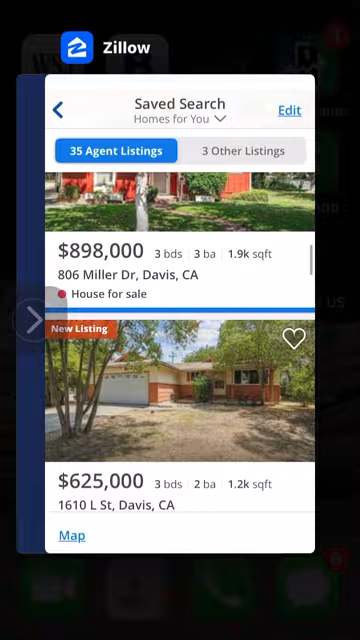 Zillow
Saved Search
Edit
Homes for You
35 Agent Listings
3 Other Listings
$898,000 3 bds 3 ba 1.9k sqft
806 Miller Dr, Davis, CA
House for sale
New Listing
$625,000 3 bds 2 ba 1.2k sqft
1610 L St, Davis, CA
Map